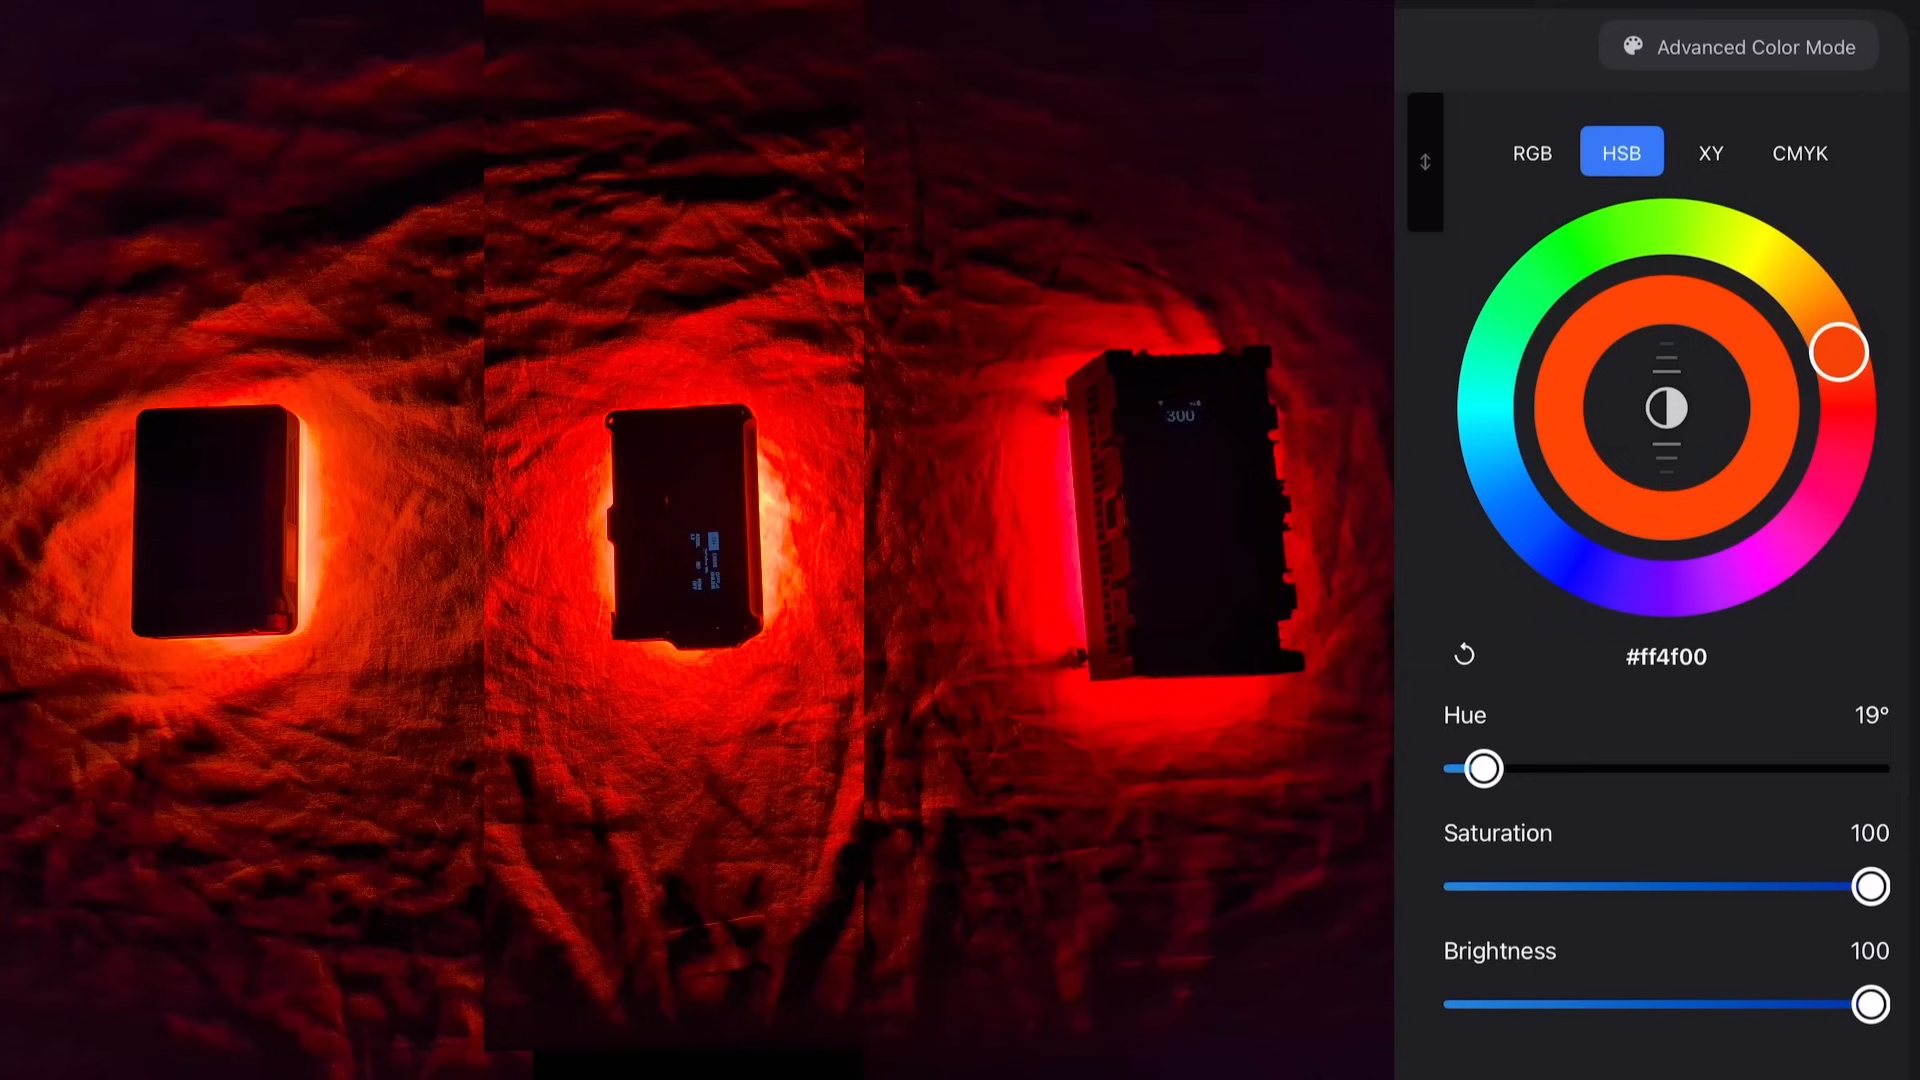 Advanced Color Mode
RGB HSB XY CMYK
300
#ff4f00
Hue 19°
Saturation 100
Brightness 100